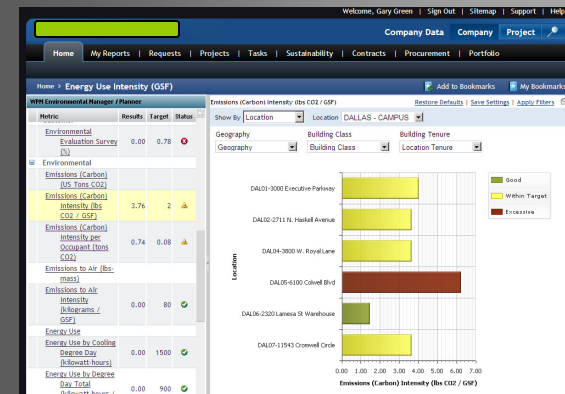 Welcome, Gary Green | Sign Out | Sitemap | Support | Help
Company Data Company Project
Home My Reports | Requests | Projects | Tasks | Sustainability | Contracts | Procurement | Portfolio
Home > Energy Use Intensity (GSF) Add to Bookmarks My Bookmarks
WPM Environmental Manager / Planner
Metric Results Target Status
Environmental
Evaluation Survey 0.00 0.78
(%)
Environmental
Emissions (Carbon)
(US Tons CO2)
Emissions (Carbon)
Intensity (lbs 3.76 2
CO2 / GSF)
Emissions (Carbon)
Intensity per 0.74 0.08
Occupant (tons
CO2)
Emissions to Air (lbs-
mass)
Emissions to Air
Intensity 0.00 80
(kilograms /
GSF)
Energy Use
Energy Use by Cooling
Degree Day 0.00 1500
(kilowatt-hours)
Energy Use by Degree
Day Total 0.00 900
(kilowatt-hours /
Emissions (Carbon) Intensity (lbs CO2 / GSF) Restore Defaults | Save Settings | Apply Filters
Show By Location Location DALLAS - CAMPUS
Geography Building Class Building Tenure
Geography Building Class Location Tenure
Good
Within Target
Excessive
Location
DAL01-3000 Executive Parkway
DAL02-2711 N. Haskell Avenue
DAL04-3800 W. Royal Lane
DAL05-6100 Colwell Blvd
DAL06-2320 Lamesa St Warehouse
DAL07-11543 Cromwell Circle
0.00 1.00 2.00 3.00 4.00 5.00 6.00 7.00
Emissions (Carbon) Intensity (lbs CO2 / GSF)